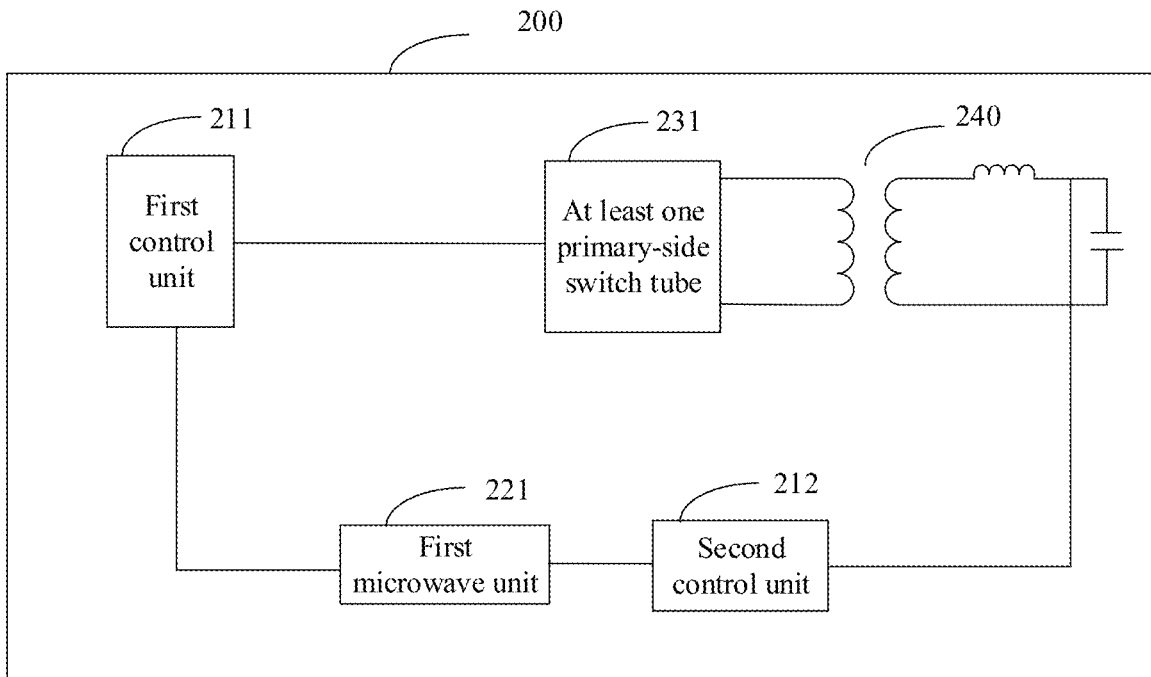 200
211
231
240
First
control
unit
At least one
primary-side
switch tube
221
212
First
microwave unit
Second
control unit